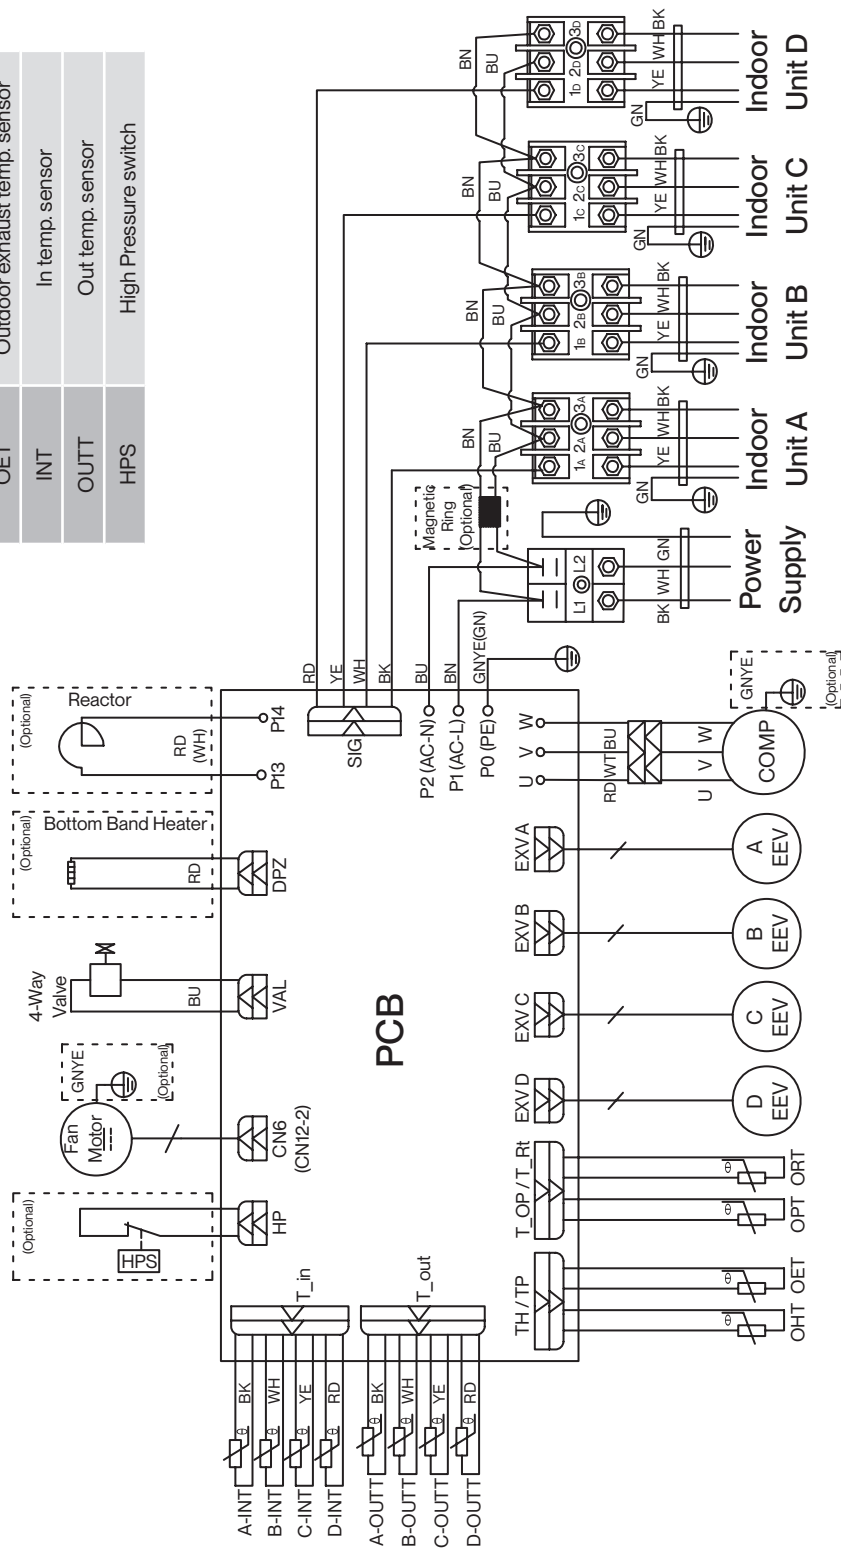 Outdoor exhaust temp. sensor
OET
In temp. sensor
INT
Out temp. sensor
OUTT
High Pressure switch
HPS
(Optional)
HPS
HP
Fan
Motor
GNYE
(Optional)
CN6
(CN12-2)
4-Way
Valve
BU
VAL
(Optional)
Bottom Band Heater
RD
DPZ
(Optional)
Reactor
RD
(WH)
P13
P14
RD
YE
WH
BK
SIG
BU
BN
GNYE(GN)
P2 (AC-N)
P1 (AC-L)
P0 (PE)
Magnetic
Ring
(Optional)
BN
BU
BN
BU
BN
BU
BN
BU
L1
L2
BK
WH
GN
Power
Supply
1A
2A
3A
GN
YE
WH
BK
Indoor
Unit A
1B
2B
3B
GN
YE
WH
BK
Indoor
Unit B
1C
2C
3C
GN
YE
WH
BK
Indoor
Unit C
1D
2D
3D
GN
YE
WH
BK
Indoor
Unit D
PCB
T_in
T_out
A-INT
BK
θ
B-INT
WH
θ
C-INT
YE
θ
D-INT
RD
θ
A-OUTT
BK
θ
B-OUTT
WH
θ
C-OUTT
YE
θ
D-OUTT
RD
θ
TH / TP
θ
θ
OHT
OET
T_OP / T_Rt
θ
θ
OPT
ORT
EXV D
D
EEV
EXV C
C
EEV
EXV B
B
EEV
EXV A
A
EEV
U
V
W
RD
WT
BU
U
V
W
COMP
GNYE
(Optional)